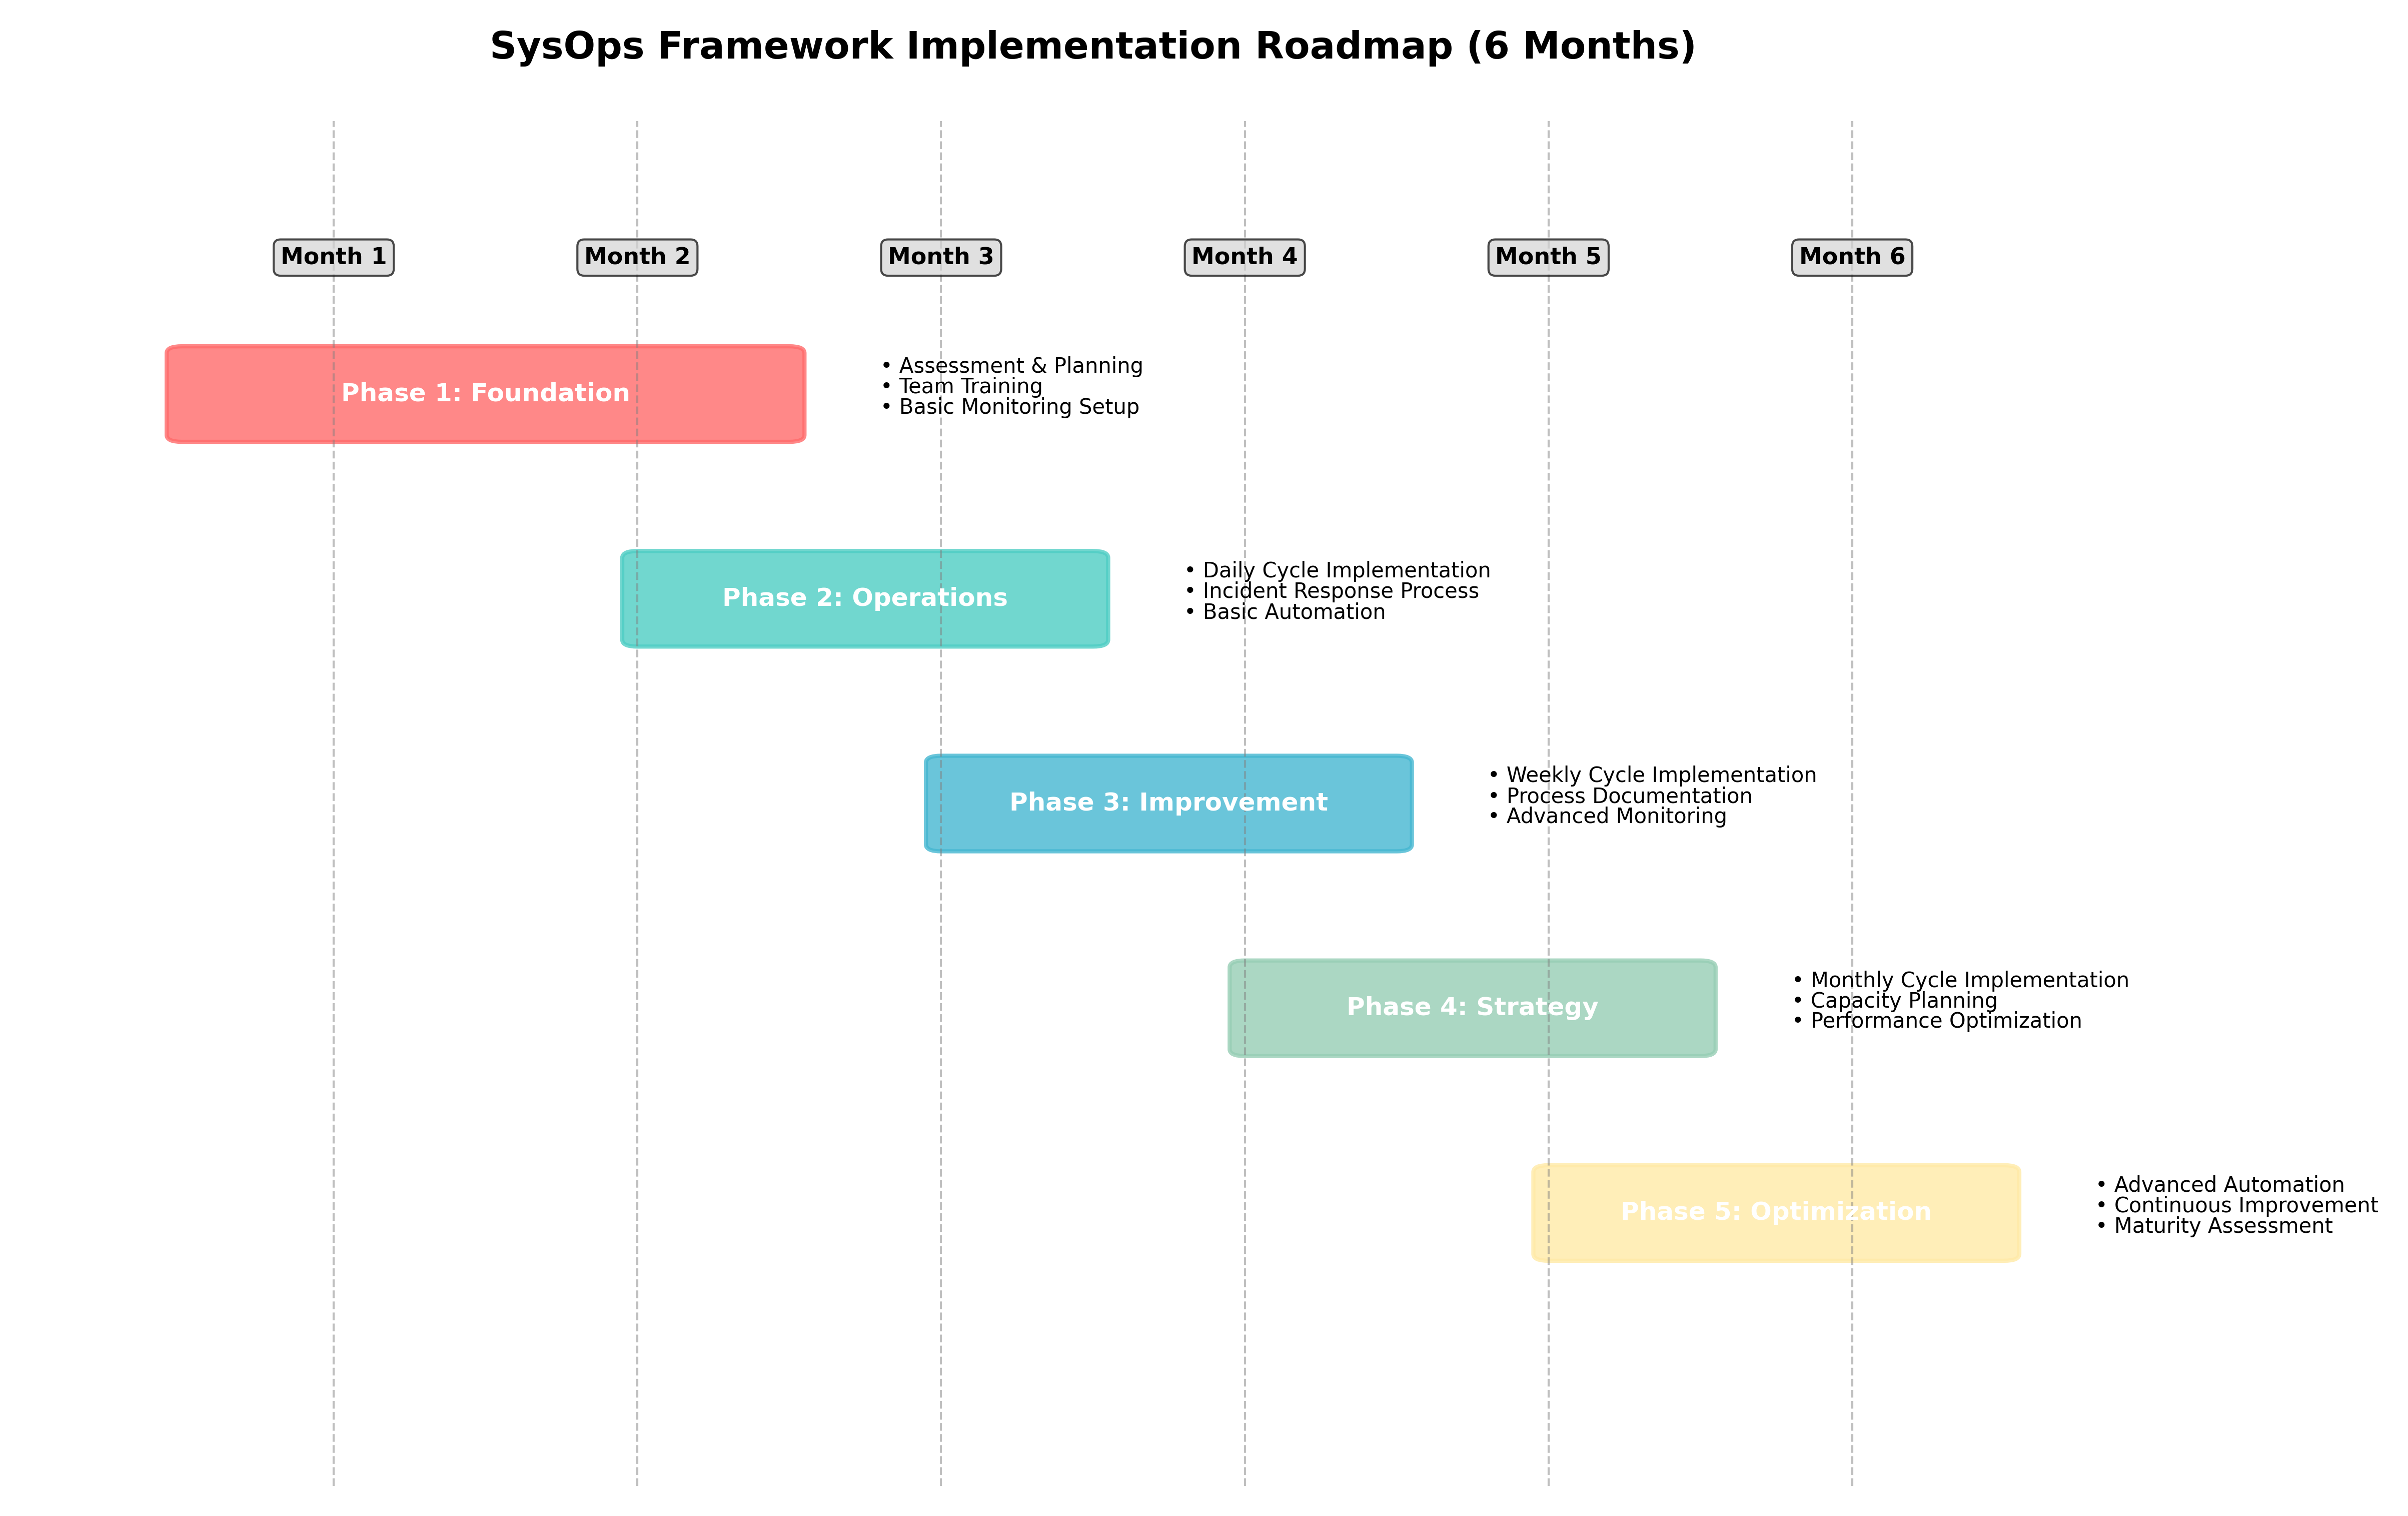 SysOps Framework Implementation Roadmap (6 Months)
Month 1
Month 2
Month 3
Month 4
Month 5
Month 6
Phase 1: Foundation
• Assessment & Planning
• Team Training
• Basic Monitoring Setup
Phase 2: Operations
• Daily Cycle Implementation
• Incident Response Process
• Basic Automation
Phase 3: Improvement
• Weekly Cycle Implementation
• Process Documentation
• Advanced Monitoring
Phase 4: Strategy
• Monthly Cycle Implementation
• Capacity Planning
• Performance Optimization
Phase 5: Optimization
• Advanced Automation
• Continuous Improvement
• Maturity Assessment